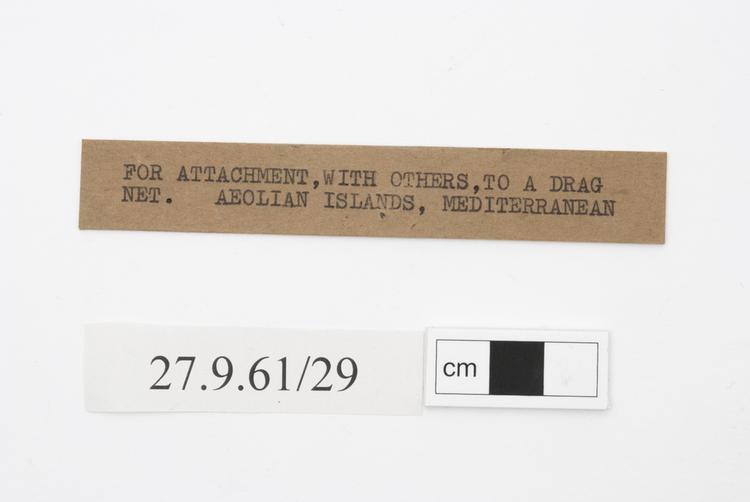 FOR ATTACHMENT,WITH OTHERS,TO A DRAG
NET. AEOLIAN ISLANDS, MEDITERRANEAN
27.9.61/29
cm